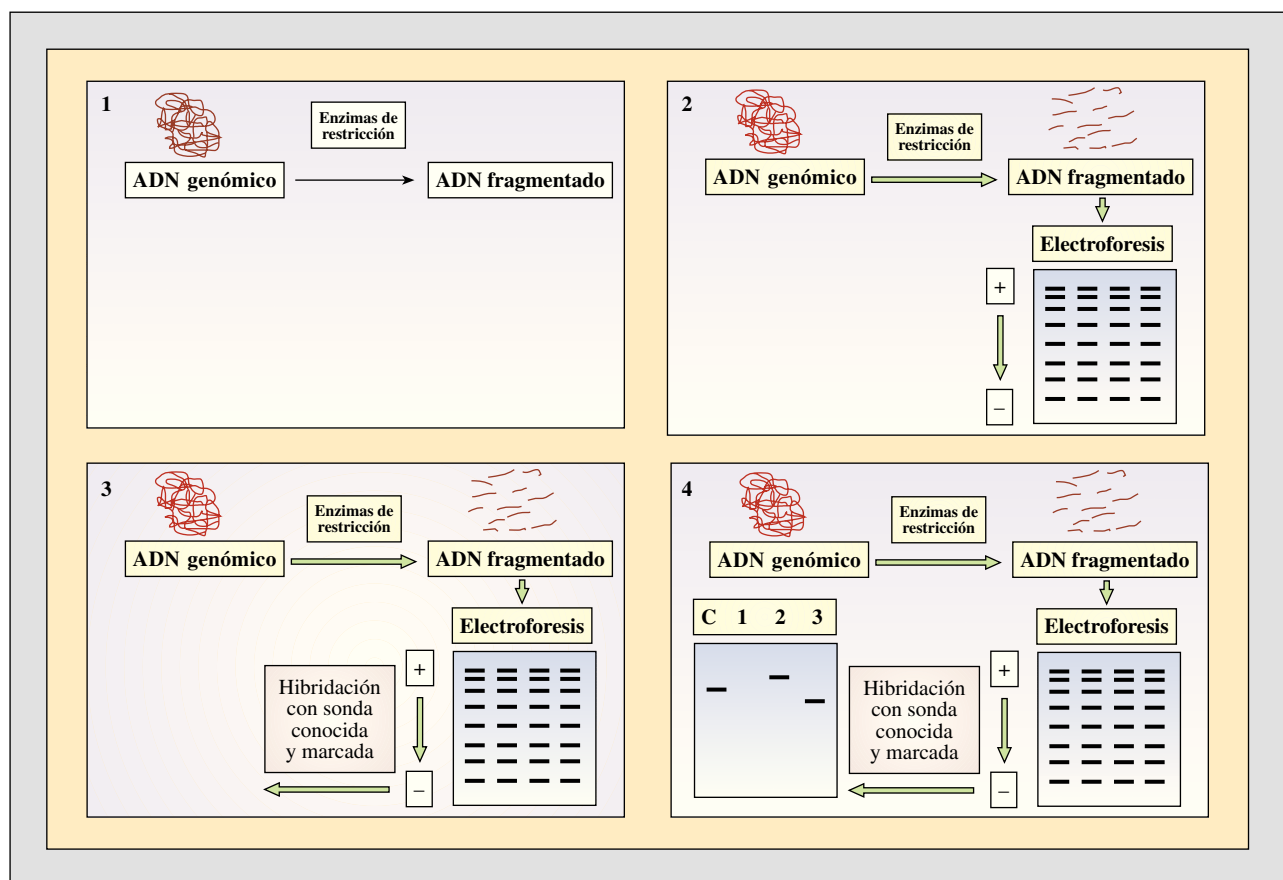 1
Enzimas de
restricción
ADN genómico
ADN fragmentado
2
Enzimas de
restricción
ADN genómico
ADN fragmentado
Electroforesis
+
−
3
Enzimas de
restricción
ADN genómico
ADN fragmentado
Electroforesis
+
Hibridación
con sonda
conocida
y marcada
−
4
Enzimas de
restricción
ADN genómico
ADN fragmentado
C 1 2 3
Electroforesis
+
Hibridación
con sonda
conocida
y marcada
−